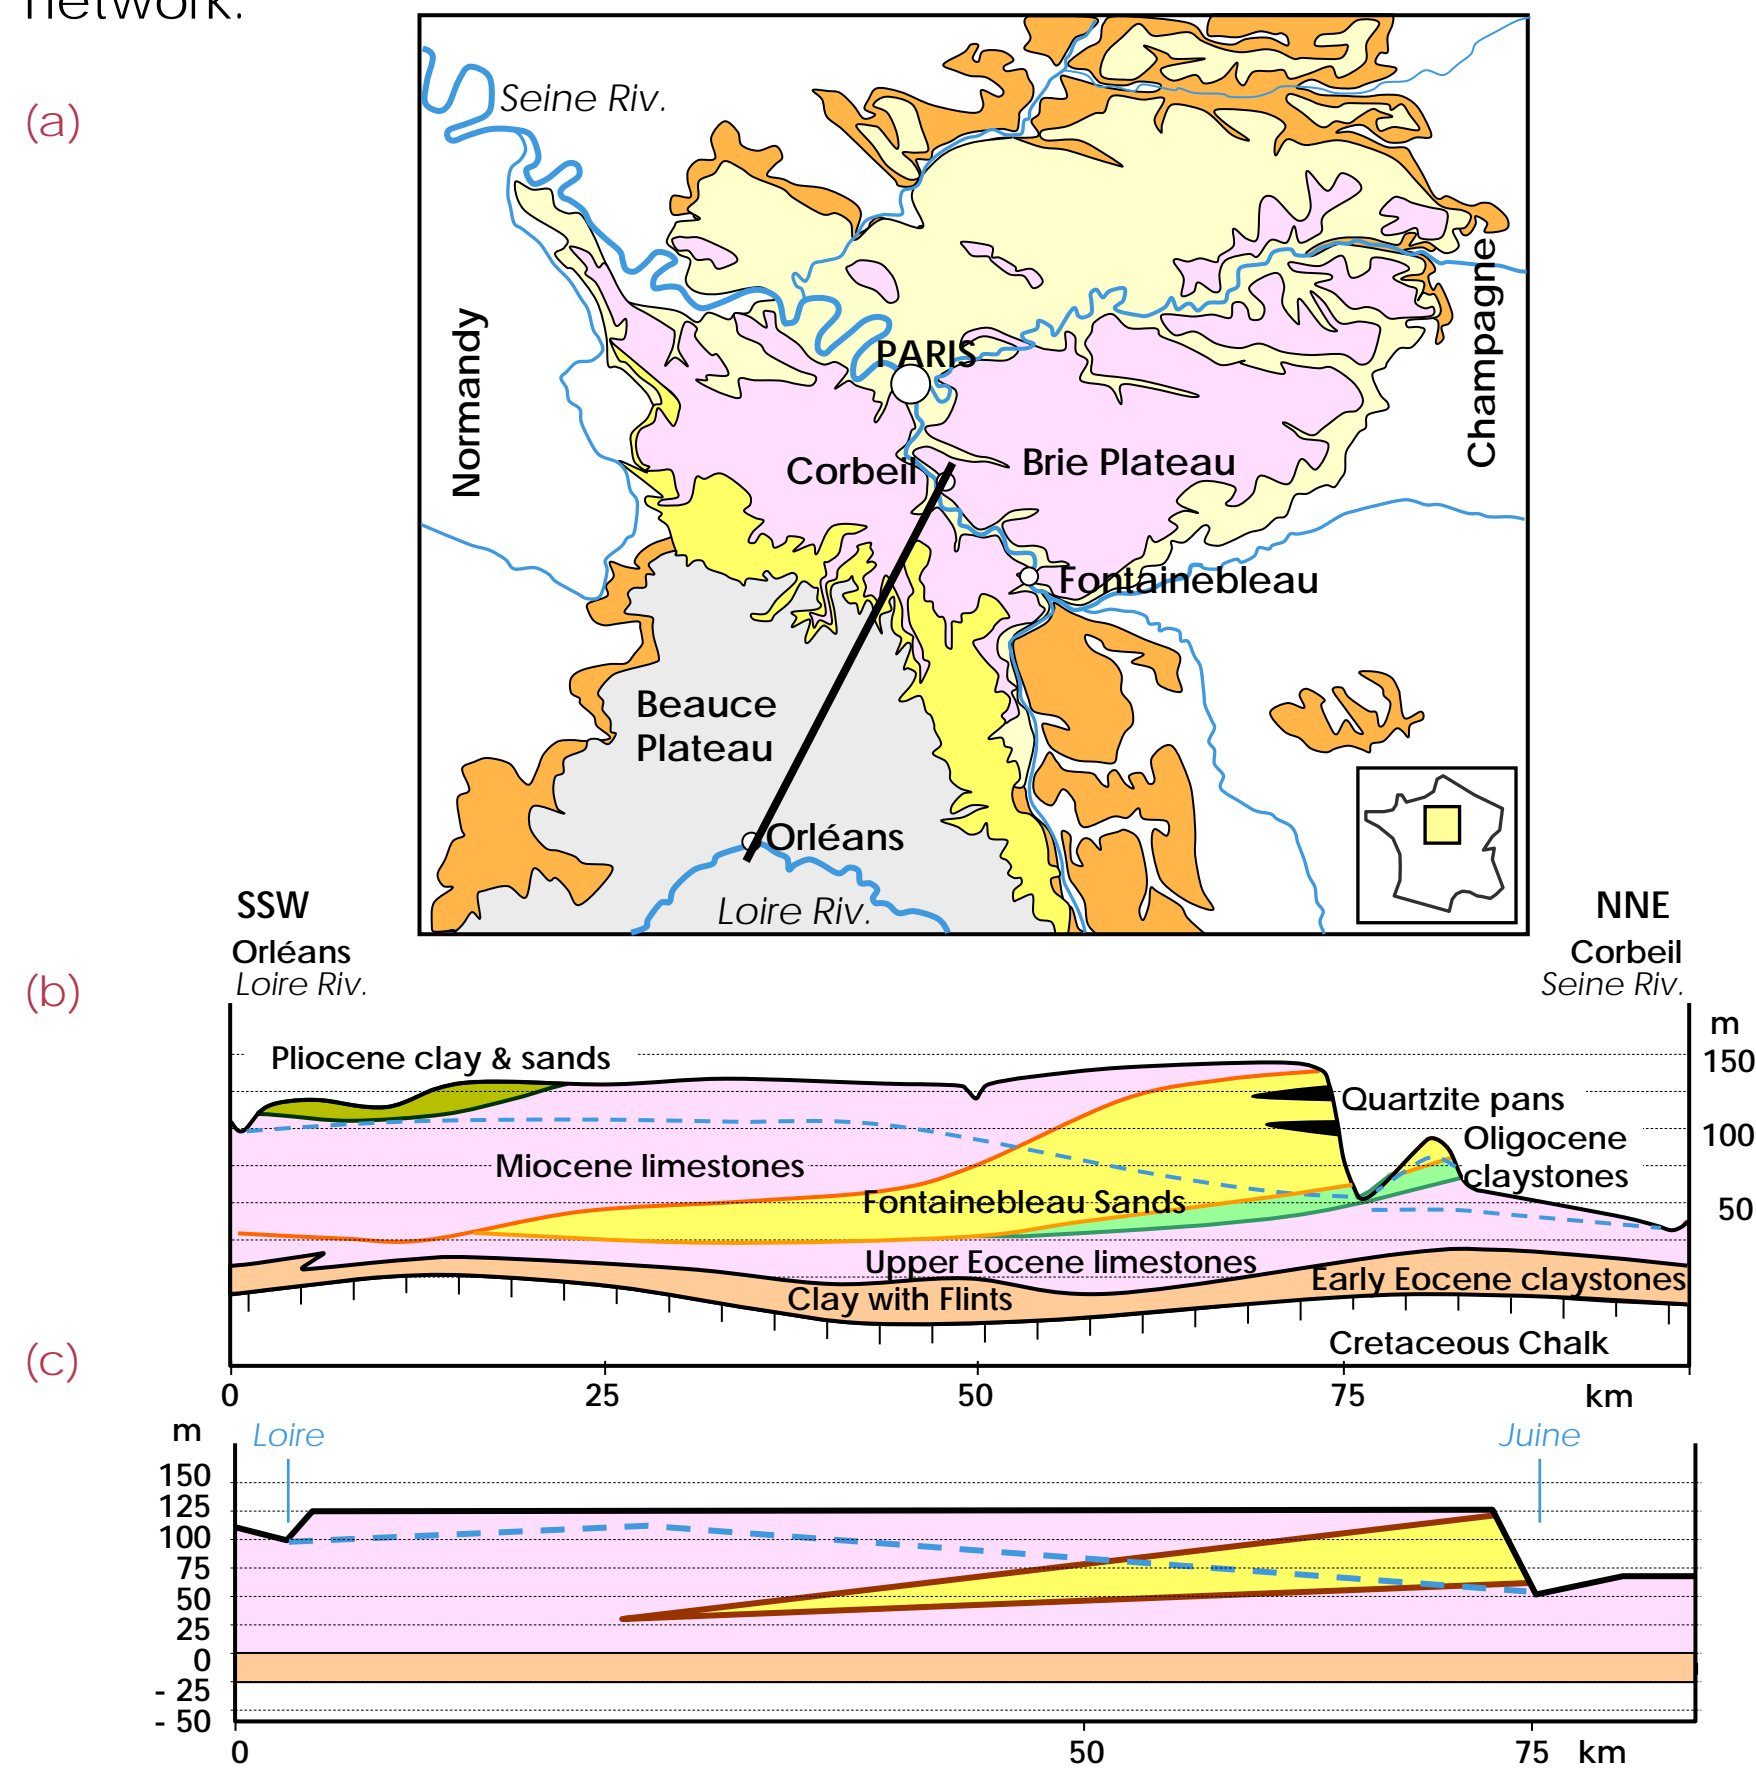 network.
(a)
Seine Riv.
Normandy
Champagne
PARIS
Corbeil
Brie Plateau
Fontainebleau
Beauce
Plateau
Orléans
Loire Riv.
SSW
NNE
Orléans
Corbeil
(b)
Loire Riv.
Seine Riv.
m
Pliocene clay & sands
150
Quartzite pans
100
Oligocene
claystones
Miocene limestones
Fontainebleau Sands
50
Upper Eocene limestones
Early Eocene claystones
Clay with Flints
Cretaceous Chalk
(c)
0
25
50
75
km
m
Loire
Juine
150
125
100
75
50
25
0
- 25
- 50
0
50
75
km